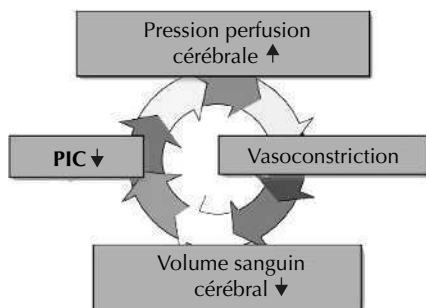 Pression perfusion
cérébrale ↑
PIC ↓
Vasoconstriction
Volume sanguin
cérébral ↓